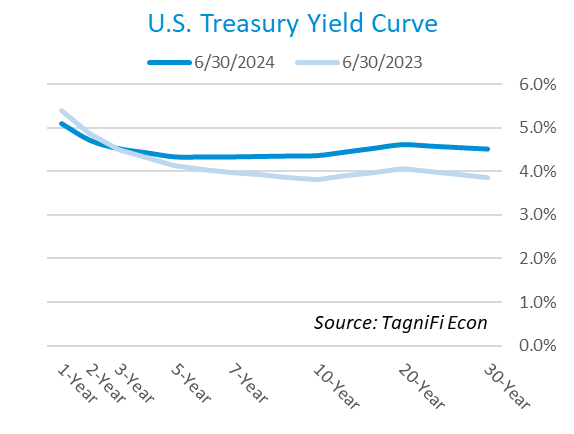 U.S. Treasury Yield Curve
6/30/2024 6/30/2023
6.0%
5.0%
4.0%
3.0%
2.0%
1.0%
Source: TagniFi Econ
0.0%
1-Year 2-Year 3-Year 5-Year 7-Year 10-Year 20-Year 30-Year